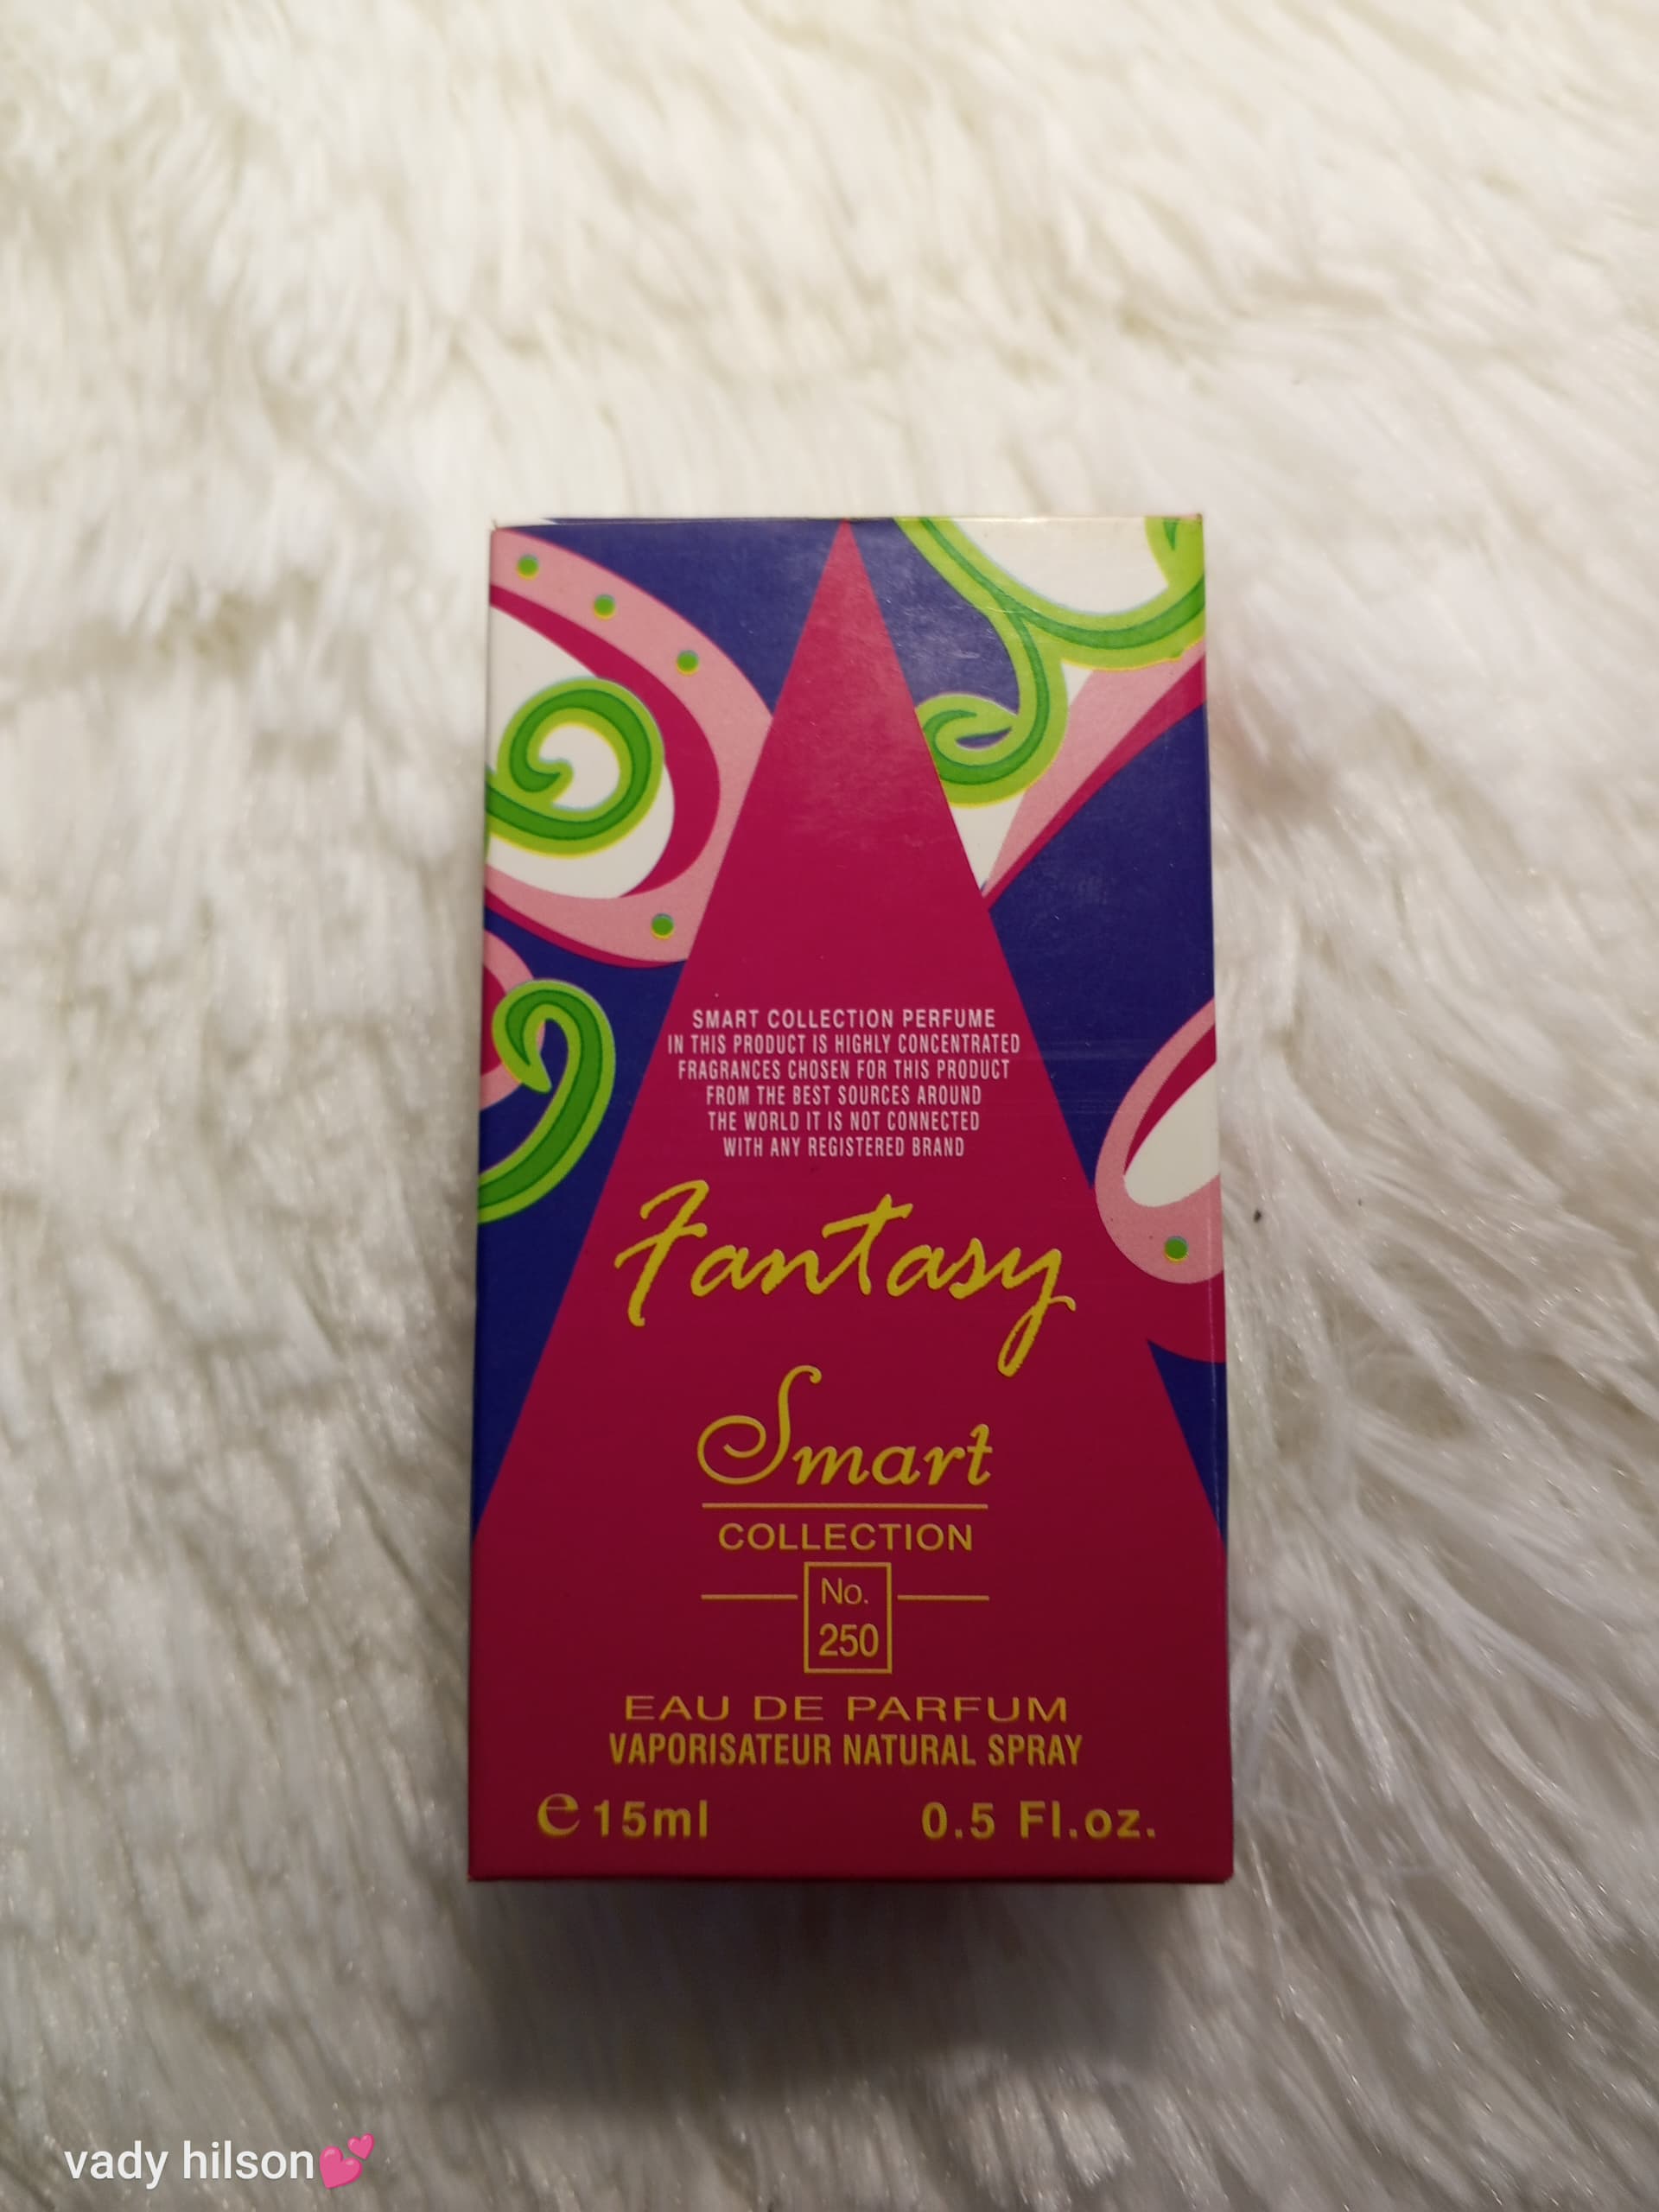 SMART COLLECTION PERFUME
IN THIS PRODUCT IS HIGHLY CONCENTRATED
FRAGRANCES CHOSEN FOR THIS PRODUCT
FROM THE BEST SOURCES AROUND
THE WORLD IT IS NOT CONNECTED
WITH ANY REGISTERED BRAND
Fantasy
Smart
COLLECTION
No.
250
EAU DE PARFUM
VAPORISATEUR NATURAL SPRAY
e 15ml 0.5 Fl.oz.
vady hilson💕